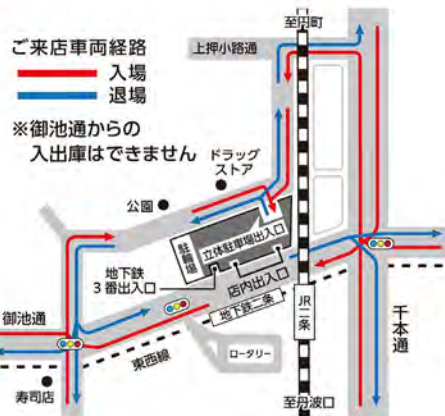 ご来店車両経路
入場
退場
※御池通からの
入出庫はできません
至円町
上押小路通
ドラッグ
ストア
公園
駐輪場
立体駐車場出入口
地下鉄
3番出入口
店内出入口
御池通
地下鉄二条
JR二条
千本通
東西線
ロータリー
寿司店
至丹波口